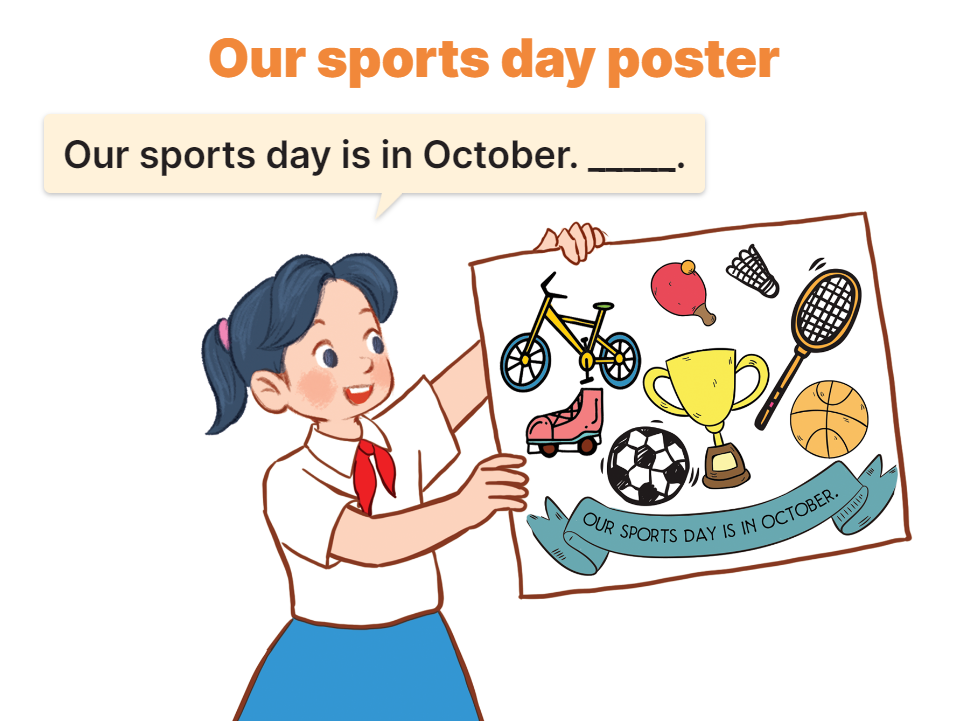 Our sports day poster
Our sports day is in October. _____.
OUR SPORTS DAY IS IN OCTOBER.